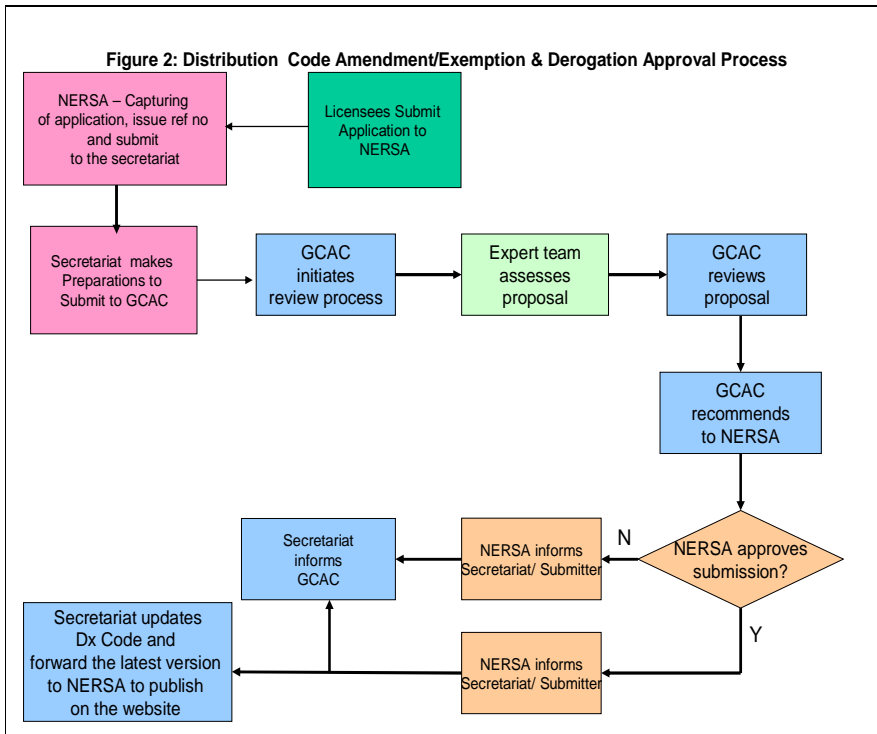 Figure 2: Distribution Code Amendment/Exemption & Derogation Approval Process
NERSA – Capturing
of application, issue ref no
and submit
to the secretariat
Licensees Submit
Application to
NERSA
Secretariat makes
Preparations to
Submit to GCAC
GCAC
initiates
review process
Expert team
assesses
proposal
GCAC
reviews
proposal
GCAC
recommends
to NERSA
NERSA approves
submission?
N
NERSA informs
Secretariat/ Submitter
Secretariat
informs
GCAC
Y
NERSA informs
Secretariat/ Submitter
Secretariat updates
Dx Code and
forward the latest version
to NERSA to publish
on the website